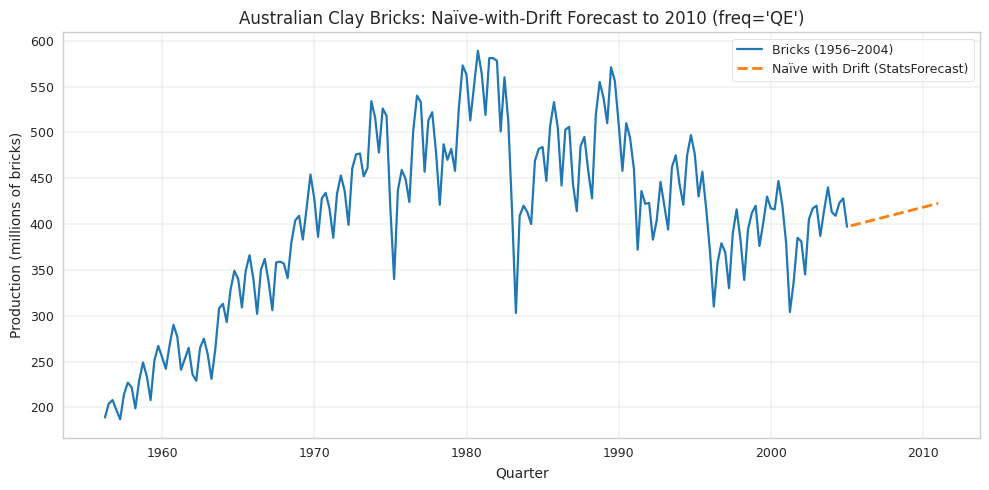 Australian Clay Bricks: Naïve-with-Drift Forecast to 2010 (freq='QE')
Bricks (1956–2004)
Naïve with Drift (StatsForecast)
Production (millions of bricks)
600
550
500
450
400
350
300
250
200
1960 1970 1980 1990 2000 2010
Quarter